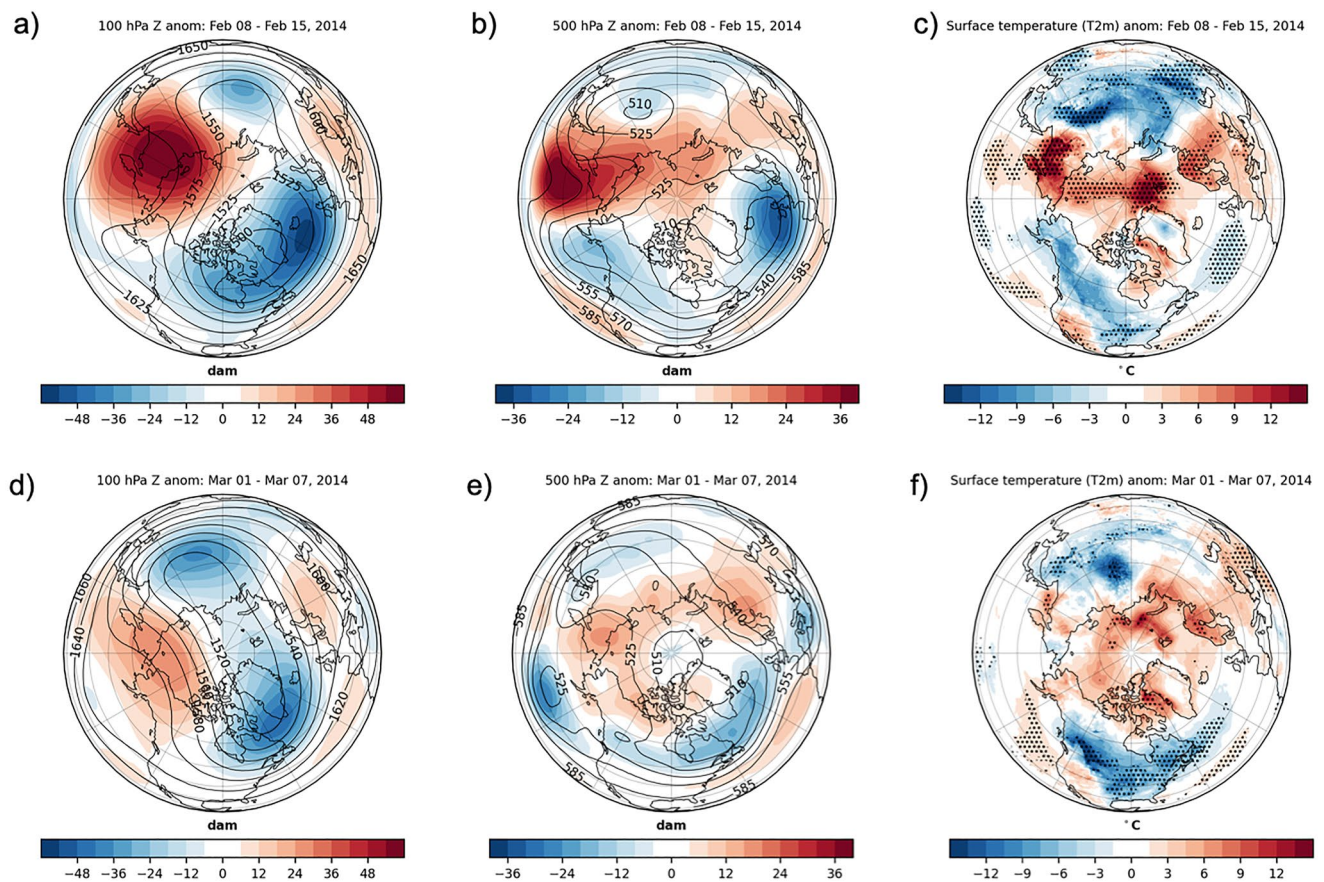 a)
100 hPa Z anom: Feb 08 - Feb 15, 2014
1650
1600
1550
1575
1525
1525
1500
1650
1625
dam
−48 −36 −24 −12 0 12 24 36 48
b)
500 hPa Z anom: Feb 08 - Feb 15, 2014
510
525
525
540
555
570
585
585
dam
−36 −24 −12 0 12 24 36
c)
Surface temperature (T2m) anom: Feb 08 - Feb 15, 2014
°C
−12 −9 −6 −3 0 3 6 9 12
d)
100 hPa Z anom: Mar 01 - Mar 07, 2014
1660
1640
1520
1540
1580
1620
dam
−48 −36 −24 −12 0 12 24 36 48
e)
500 hPa Z anom: Mar 01 - Mar 07, 2014
585
570
510
0
540
585
525
510
525
510
595
585
585
dam
−36 −24 −12 0 12 24 36
f)
Surface temperature (T2m) anom: Mar 01 - Mar 07, 2014
°C
−12 −9 −6 −3 0 3 6 9 12